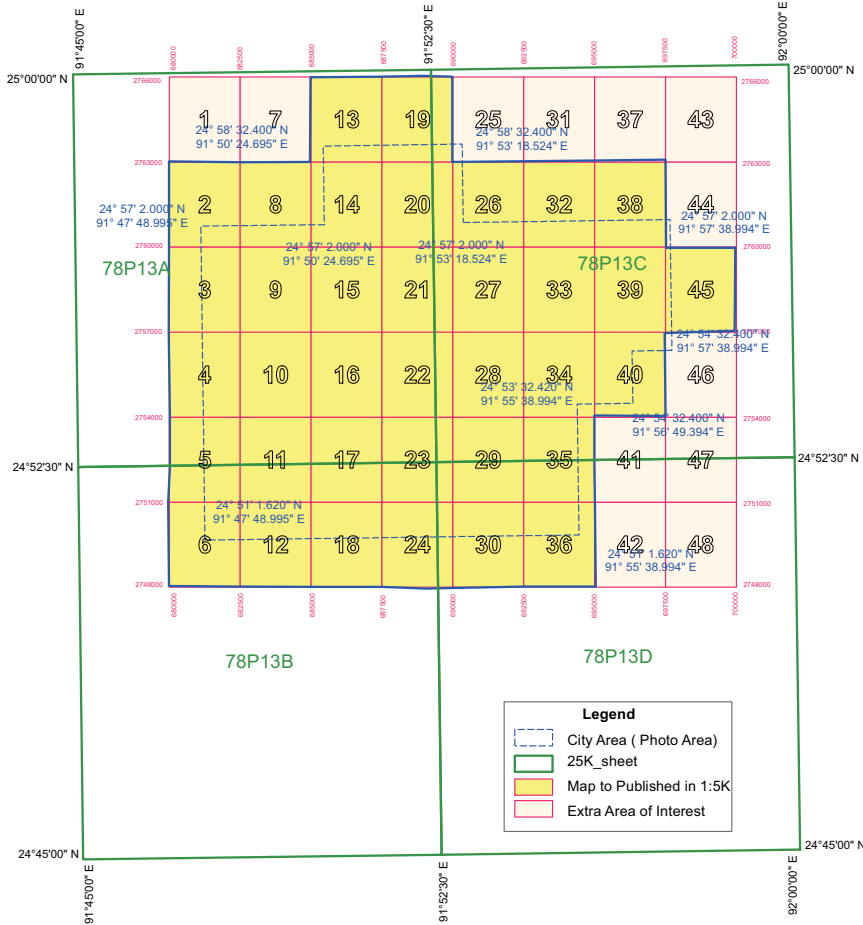 91°45'00" E
91°52'30" E
92°00'00" E
680000
682500
685000
687500
690000
692500
695000
697500
700000
25°00'00" N
25°00'00" N
2766000.
2766000
1
7
13
19
25
31
37
43
24° 58' 32.400" N
91° 50' 24.695" E
24° 58' 32.400" N
91° 53' 18.524" E
2763000
2763000
2
8
14
20
26
32
38
44
24° 57' 2.000" N
91° 47' 48.995" E
24° 57' 2.000" N
91° 57' 38.994" E
2760000
2760000
24° 57' 2.000" N
91° 50' 24.695" E
24° 57' 2.000" N
91° 53' 18.524" E
78P13A
78P13C
3
9
15
21
27
33
39
45
2757000
2757000
24° 54' 32.400" N
91° 57' 38.994" E
4
10
16
22
28
34
40
46
24° 53' 32.420" N
91° 55' 38.994" E
2754000
2754000
24° 54' 32.400" N
91° 56' 49.394" E
24°52'30" N
24°52'30" N
5
11
17
23
29
35
41
47
2751000
2751000
24° 51' 1.620" N
91° 47' 48.995" E
6
12
18
24
30
36
42
48
24° 51' 1.620" N
91° 55' 38.994" E
2748000
2748000
680000
682500
685000
687500
690000
692500
695000
697500
700000
78P13B
78P13D
Legend
City Area ( Photo Area)
25K_sheet
Map to Published in 1:5K
Extra Area of Interest
24°45'00" N
24°45'00" N
91°45'00" E
91°52'30" E
92°00'00" E